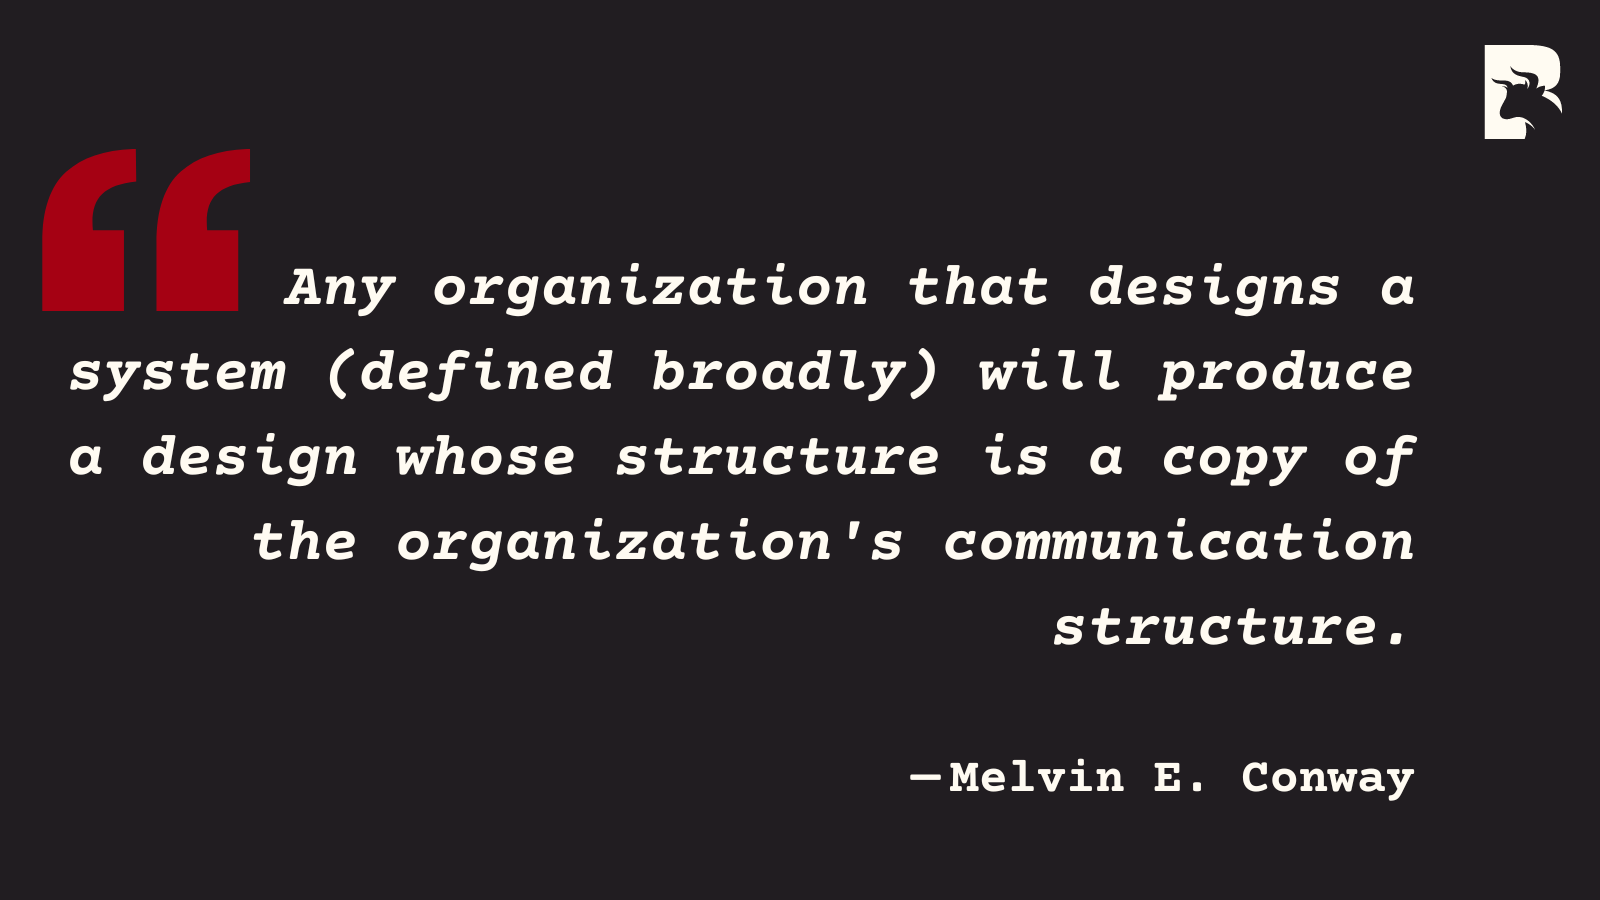 “Any organization that designs a
system (defined broadly) will produce
a design whose structure is a copy of
the organization's communication
structure.
—Melvin E. Conway
B